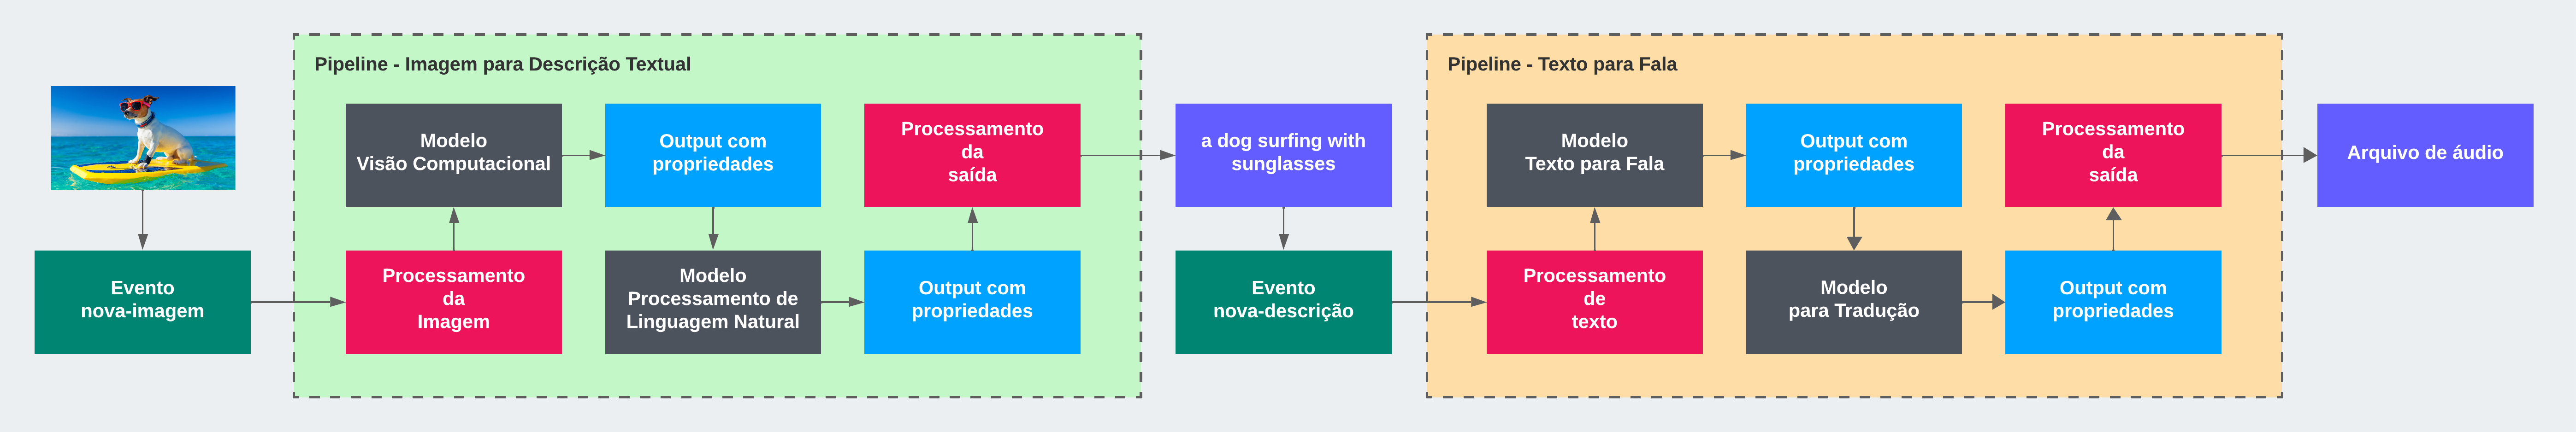 Pipeline - Imagem para Descrição Textual
Modelo
Visão Computacional
Output com
propriedades
Processamento
da
saída
Evento
nova-imagem
Processamento
da
Imagem
Modelo
Processamento de
Linguagem Natural
Output com
propriedades
a dog surfing with
sunglasses
Evento
nova-descrição
Pipeline - Texto para Fala
Modelo
Texto para Fala
Output com
propriedades
Processamento
da
saída
Processamento
de
texto
Modelo
para Tradução
Output com
propriedades
Arquivo de áudio